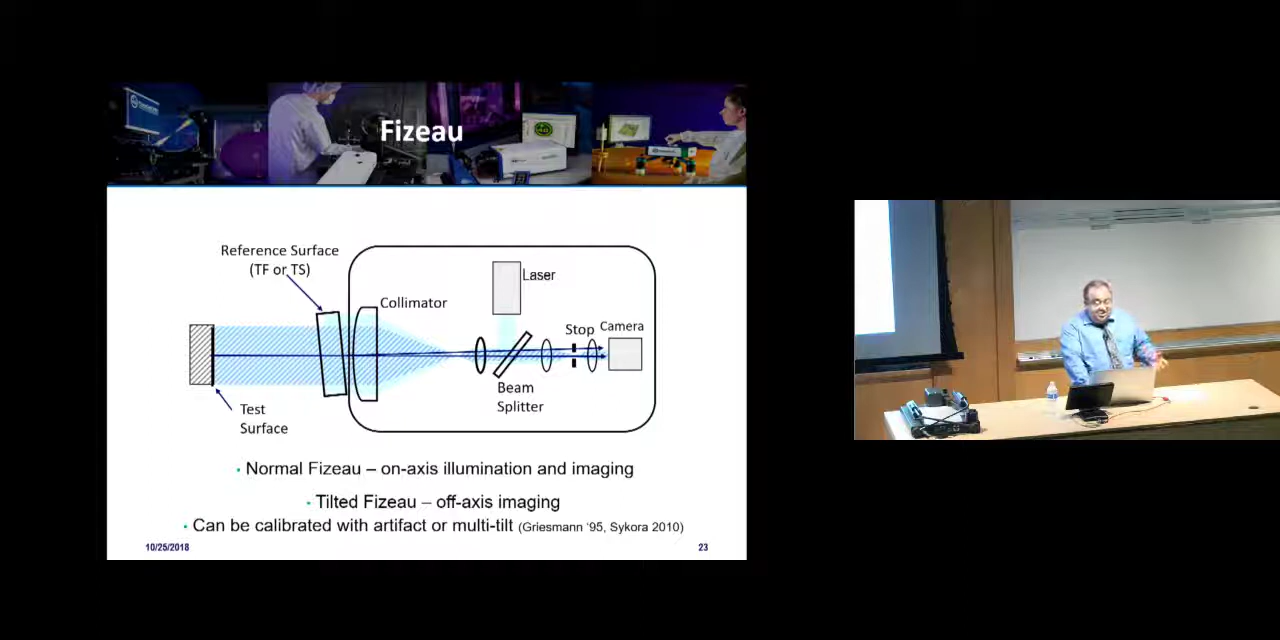 Fizeau
Reference Surface
(TF or TS)
Collimator
Laser
Stop
Camera
Beam
Splitter
Test
Surface
• Normal Fizeau – on-axis illumination and imaging
• Tilted Fizeau – off-axis imaging
• Can be calibrated with artifact or multi-tilt (Griesmann '95, Sykora 2010)
10/25/2018
23